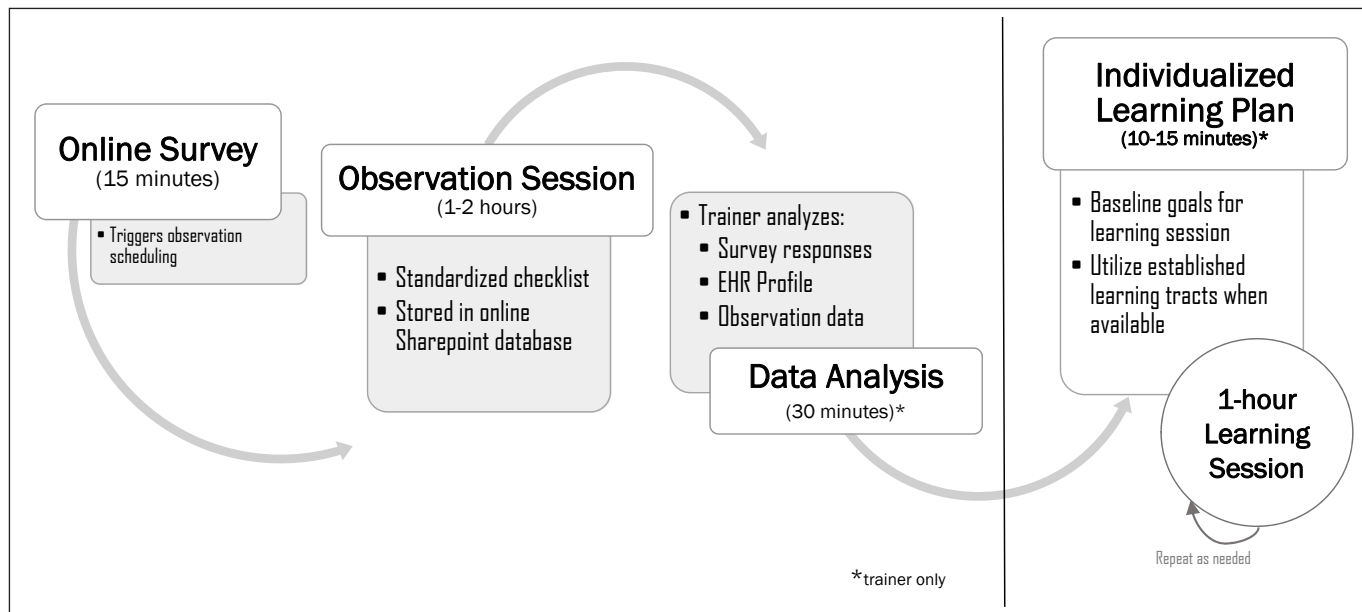 Online Survey
(15 minutes)
▪ Triggers observation
scheduling
Observation Session
(1-2 hours)
▪ Standardized checklist
▪ Stored in online
Sharepoint database
▪ Trainer analyzes:
▪ Survey responses
▪ EHR Profile
▪ Observation data
Data Analysis
(30 minutes)*
*trainer only
Individualized
Learning Plan
(10-15 minutes)*
▪ Baseline goals for
learning session
▪ Utilize established
learning tracts when
available
1-hour
Learning
Session
Repeat as needed